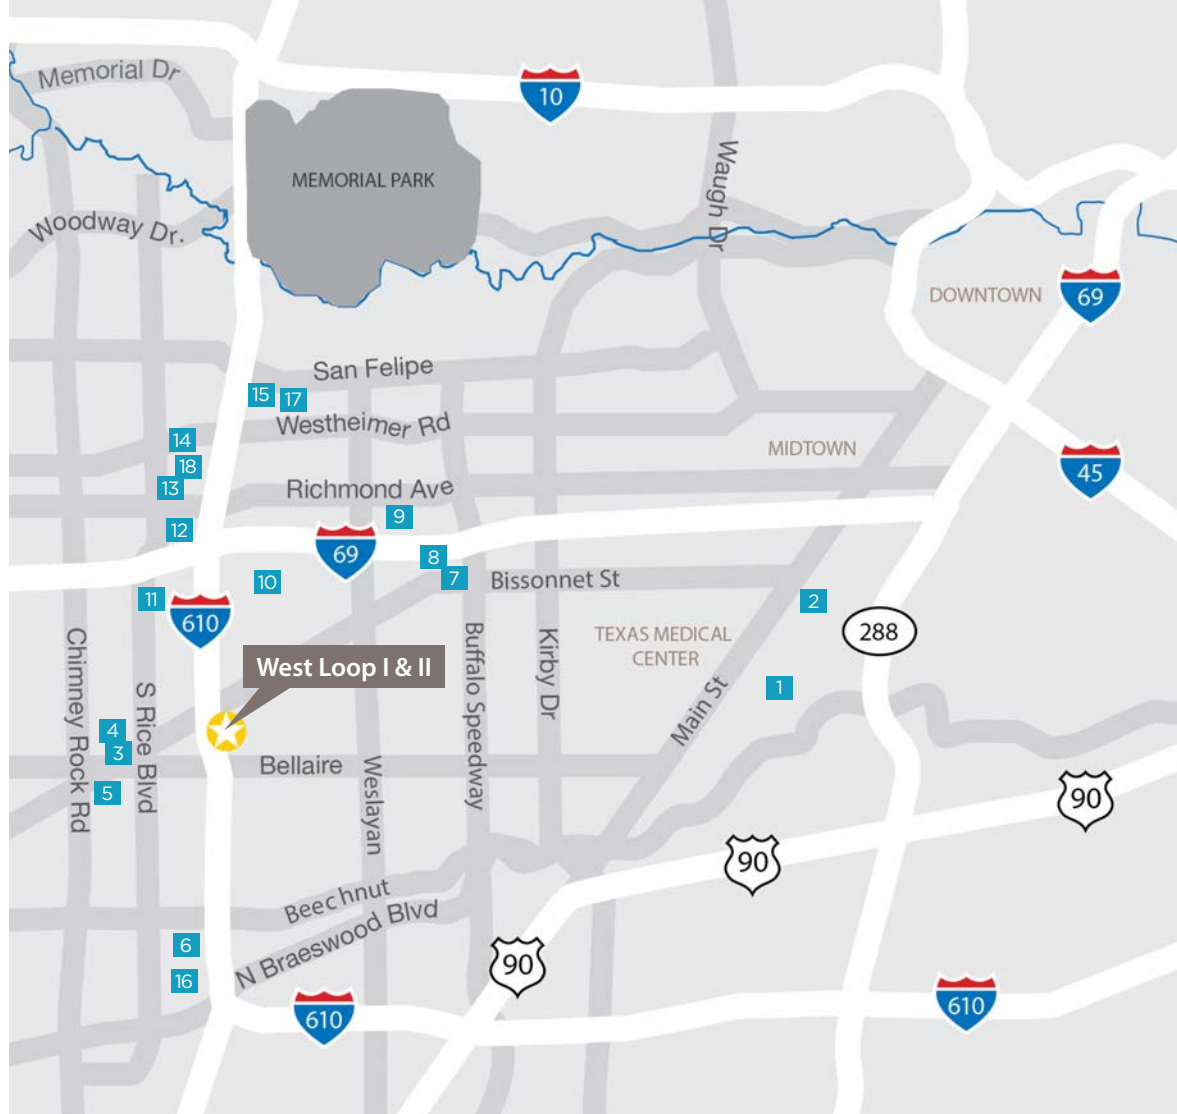 Memorial Dr
10
MEMORIAL PARK
Waugh Dr
Woodway Dr.
DOWNTOWN
69
San Felipe
15
17
Westheimer Rd
14
MIDTOWN
18
45
13
Richmond Ave
9
12
69
8
7
Bissonnet St
10
11
610
2
288
TEXAS MEDICAL
CENTER
Chimney Rock Rd
S Rice Blvd
West Loop I & II
Buffalo Speedway
Kirby Dr
Main St
1
4
3
5
Bellaire
Weslayan
90
90
Beechnut
N Braeswood Blvd
6
16
90
610
610